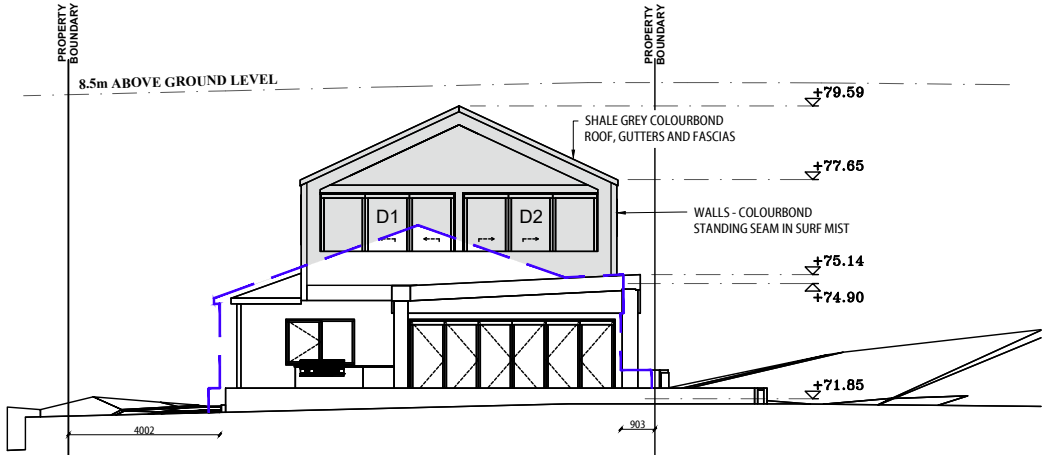 PROPERTY
BOUNDARY
PROPERTY
BOUNDARY
8.5m ABOVE GROUND LEVEL
+79.59
SHALE GREY COLOURBOND
ROOF, GUTTERS AND FASCIAS
+77.65
D1
D2
WALLS - COLOURBOND
STANDING SEAM IN SURF MIST
+75.14
+74.90
+71.85
4002
903